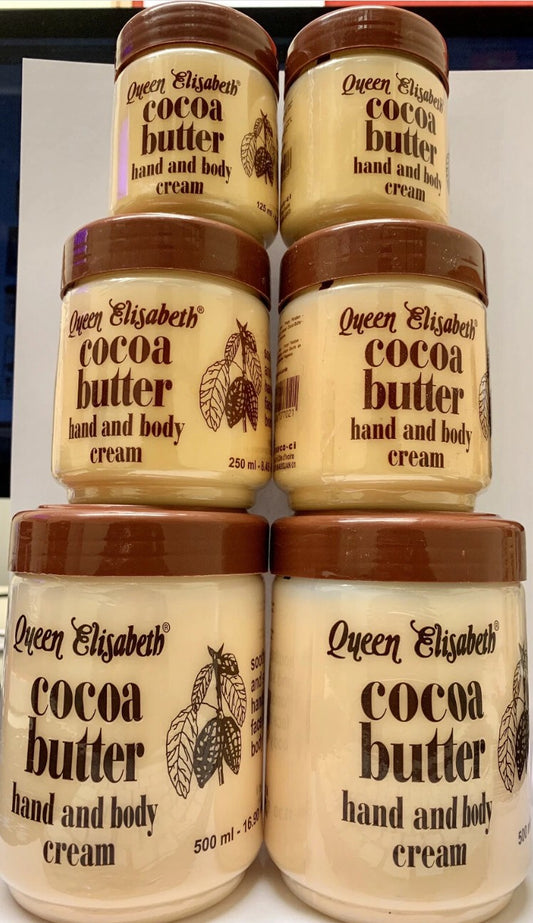 Queen Elisabeth®
cocoa
butter
hand and body
cream
125 ml
Queen Elisabeth
cocoa
butter
hand and body
cream
Queen Elisabeth®
cocoa
butter
hand and body
cream
250 ml - 8.45
Queen Elisabeth®
cocoa
butter
hand and body
cream
Queen Elisabeth®
cocoa
butter
hand and body
cream
500 ml - 16.90
Queen Elisabeth®
cocoa
butter
hand and body
cream